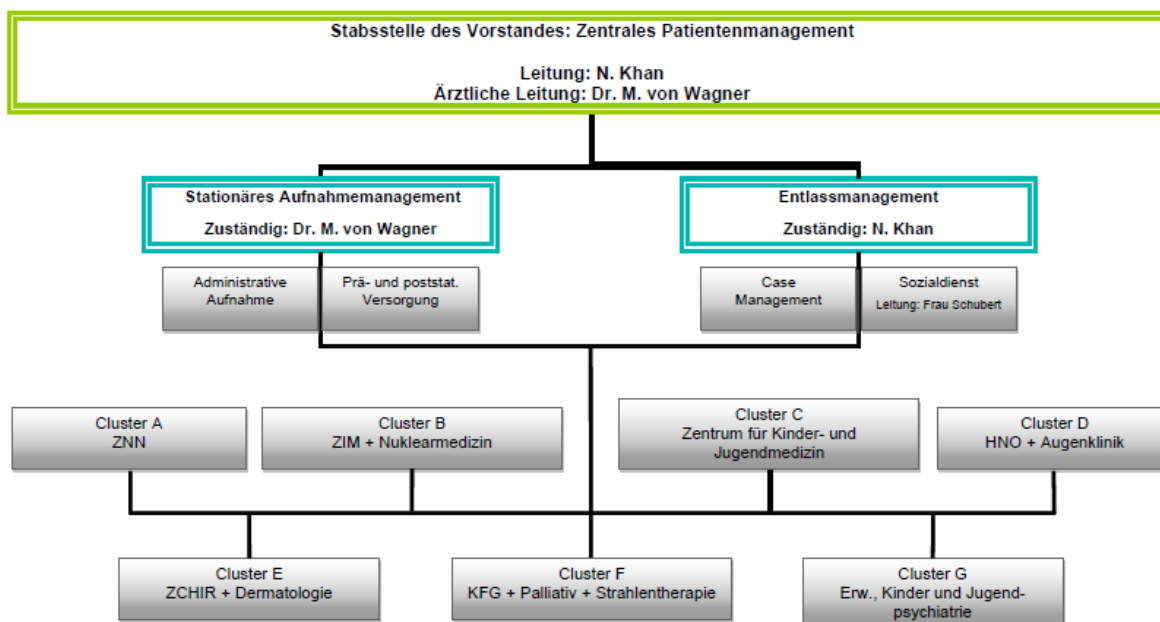 Stabsstelle des Vorstandes: Zentrales Patientenmanagement
Leitung: N. Khan
Ärztliche Leitung: Dr. M. von Wagner
Stationäres Aufnahmemanagement
Zuständig: Dr. M. von Wagner
Entlassmanagement
Zuständig: N. Khan
Administrative
Aufnahme
Prä- und poststat.
Versorgung
Case
Management
Sozialdienst
Leitung: Frau Schubert
Cluster A
ZNN
Cluster B
ZIM + Nuklearmedizin
Cluster C
Zentrum für Kinder- und
Jugendmedizin
Cluster D
HNO + Augenklinik
Cluster E
ZCHIR + Dermatologie
Cluster F
KFG + Palliativ + Strahlentherapie
Cluster G
Erw., Kinder und Jugend-
psychiatrie